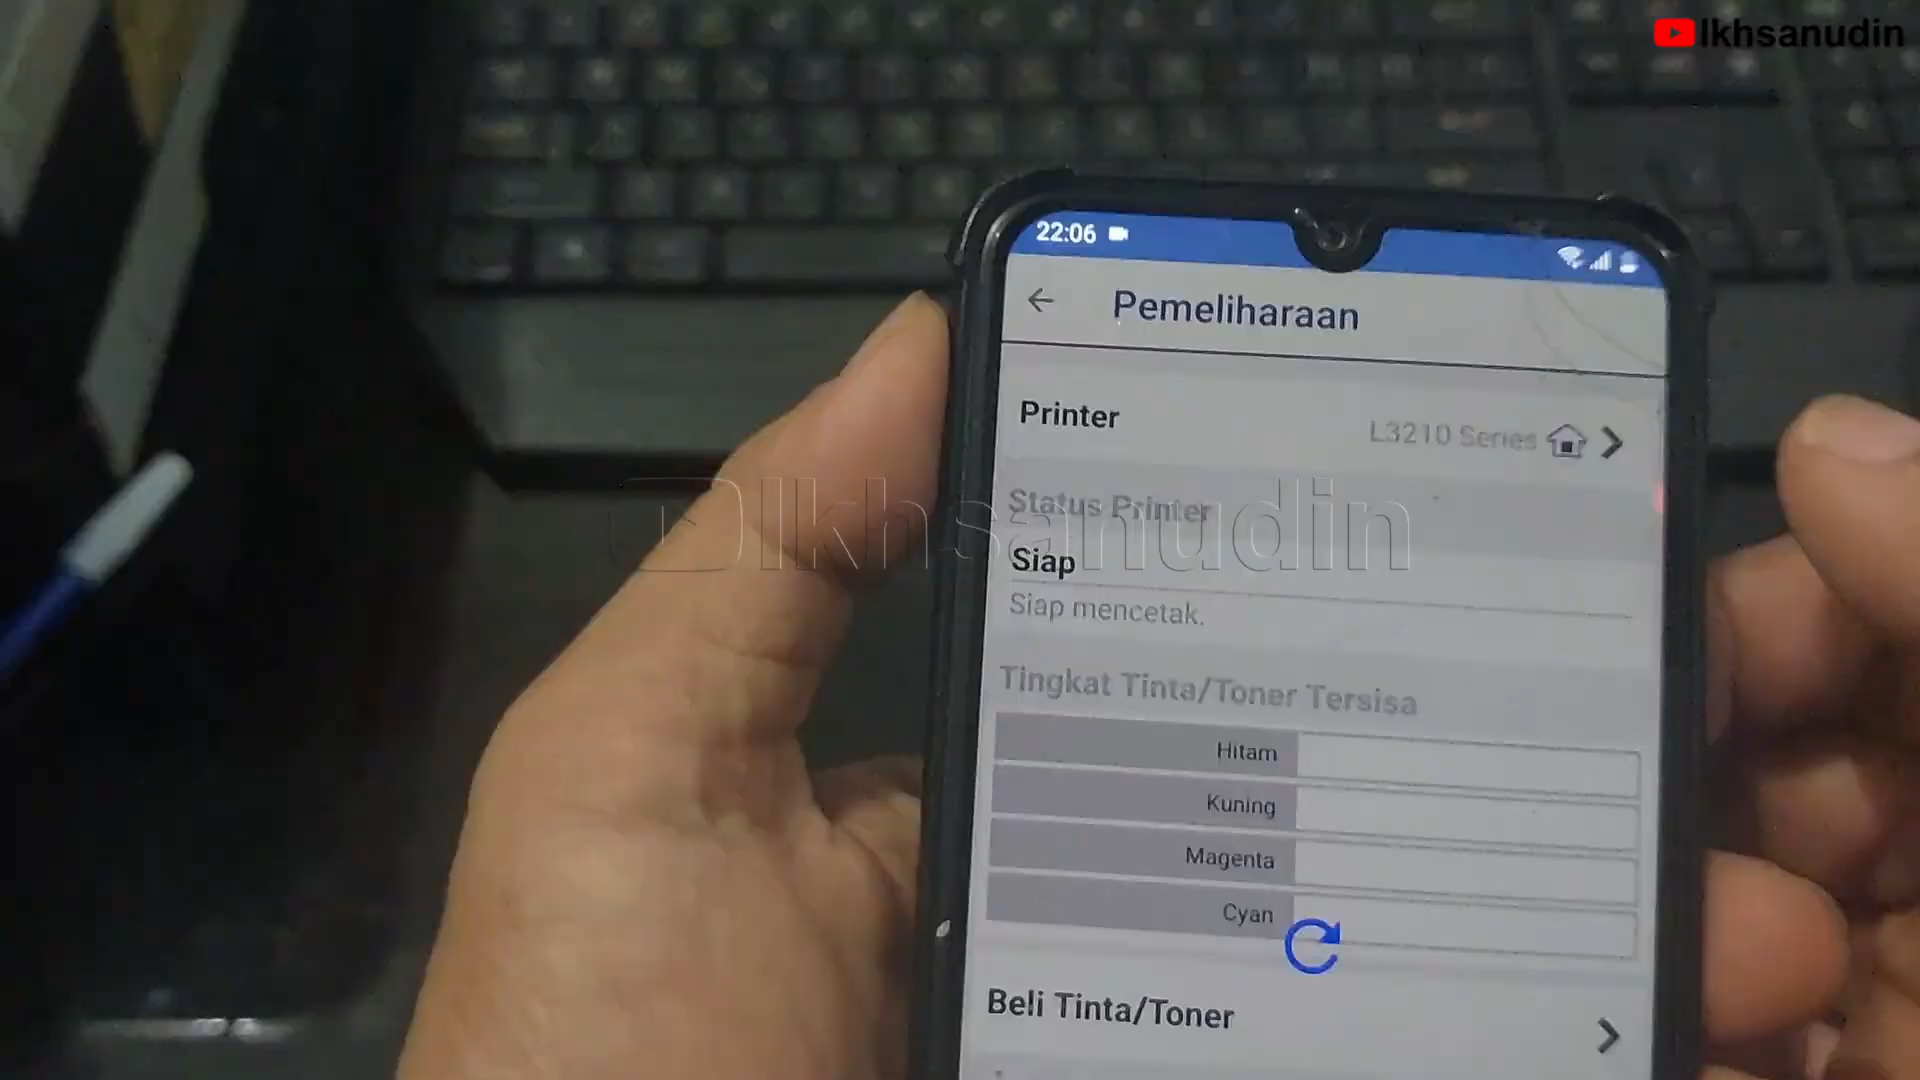 Ikhsanudin
22:06
Pemeliharaan
Printer
L3210 Series
Status Printer
Ikhsanudin
Siap
Siap mencetak.
Tingkat Tinta/Toner Tersisa
Hitam
Kuning
Magenta
Cyan
Beli Tinta/Toner